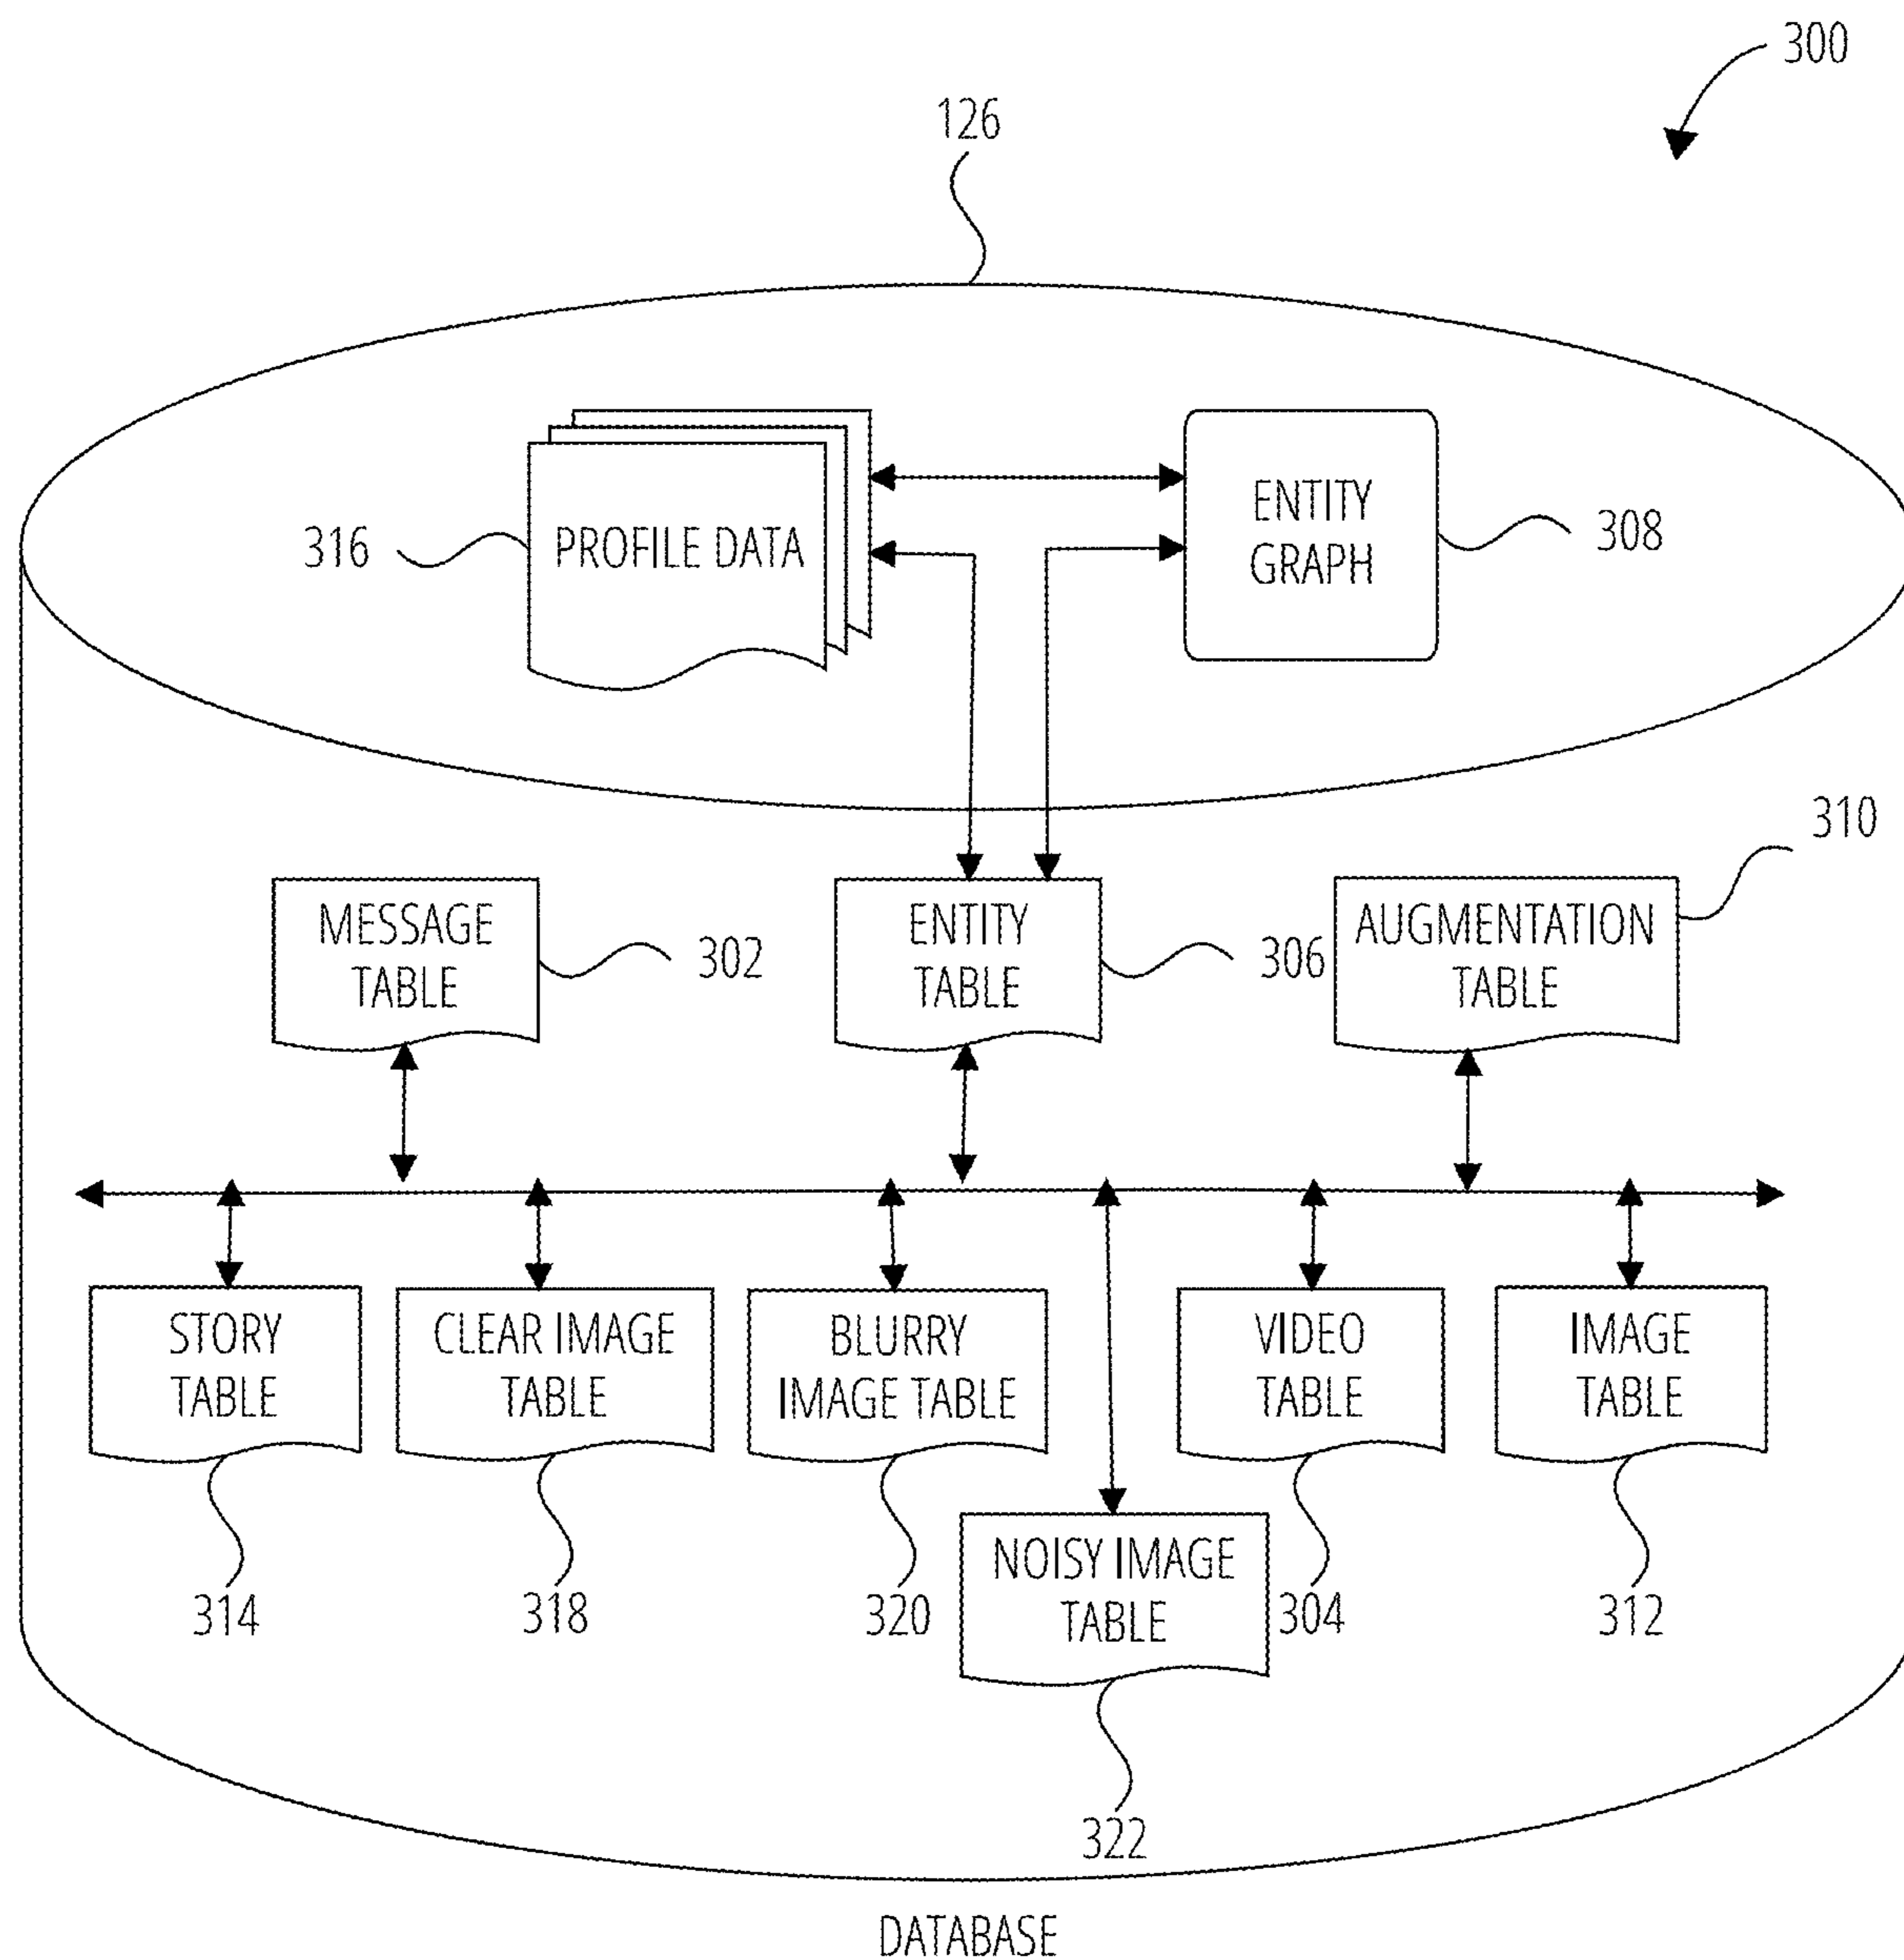 300
126
316
PROFILE DATA
ENTITY
GRAPH
308
310
MESSAGE
TABLE
302
ENTITY
TABLE
306
AUGMENTATION
TABLE
STORY
TABLE
CLEAR IMAGE
TABLE
BLURRY
IMAGE TABLE
VIDEO
TABLE
IMAGE
TABLE
314
318
320
NOISY IMAGE
TABLE
304
312
322
DATABASE